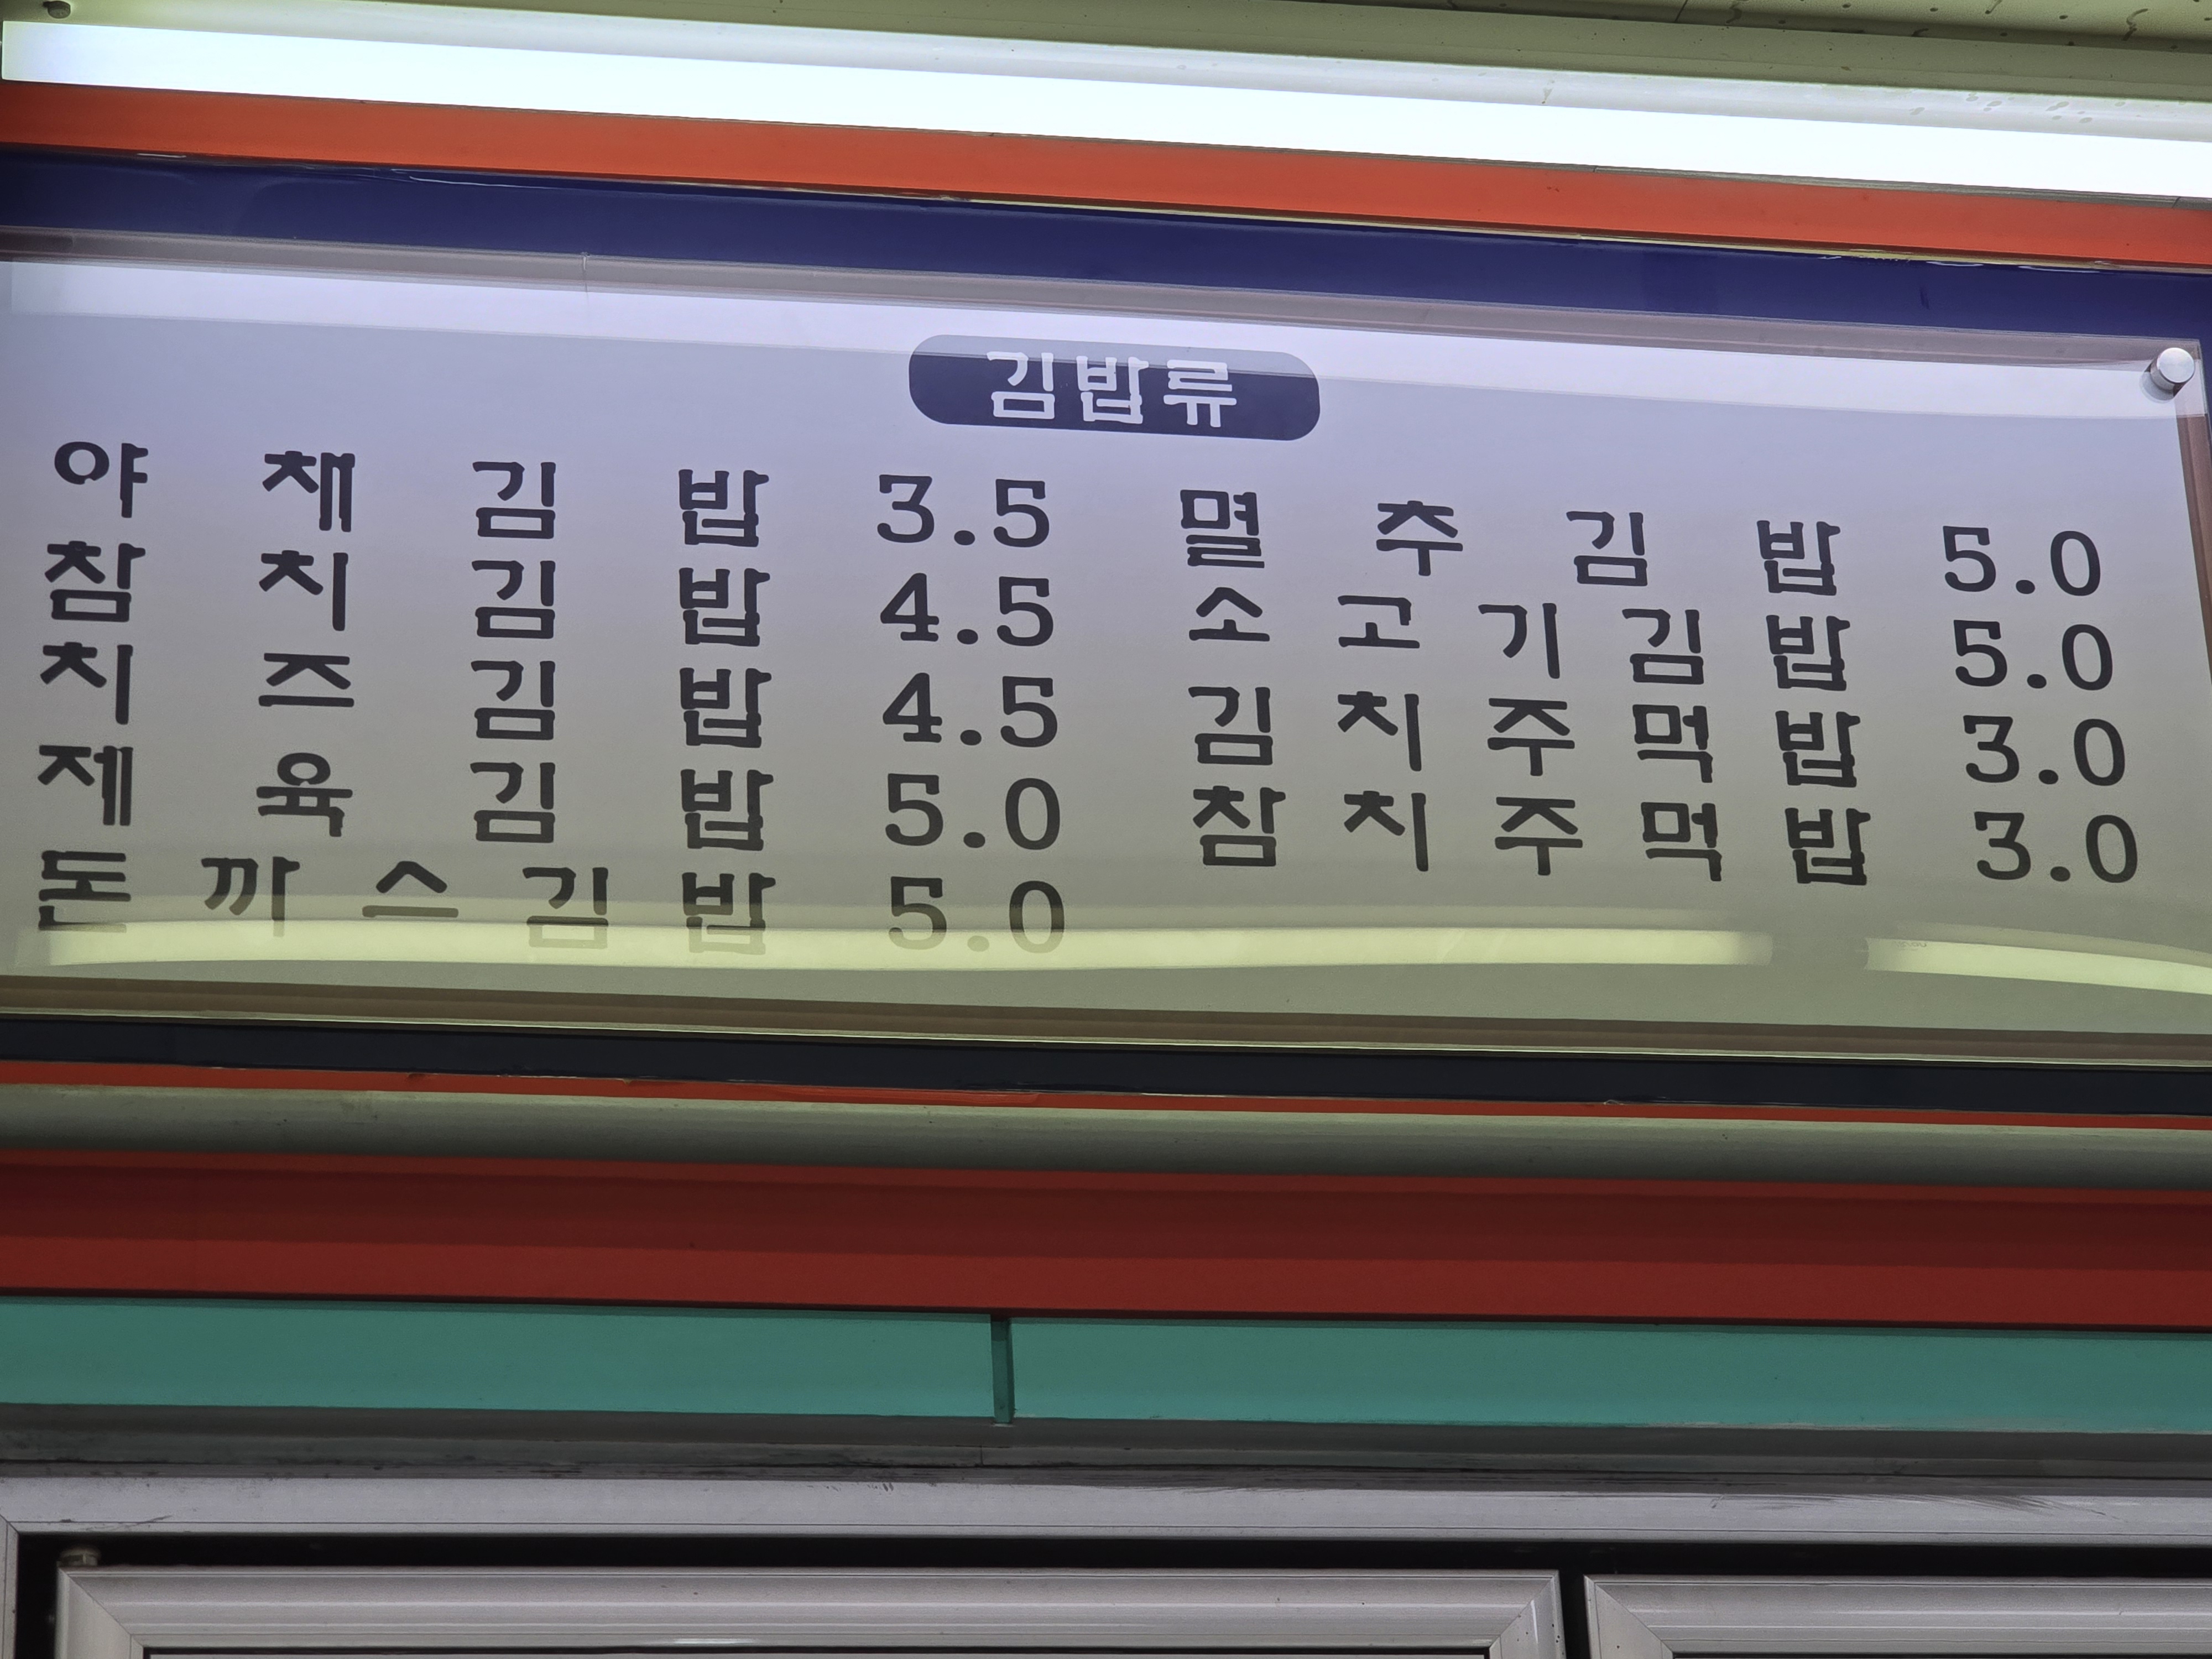 김밥류
야채김밥 3.5
참치김밥 4.5
치즈김밥 4.5
제육김밥 5.0
돈까스김밥 5.0
멸추김밥 5.0
소고기김밥 5.0
김치주먹밥 3.0
참치주먹밥 3.0